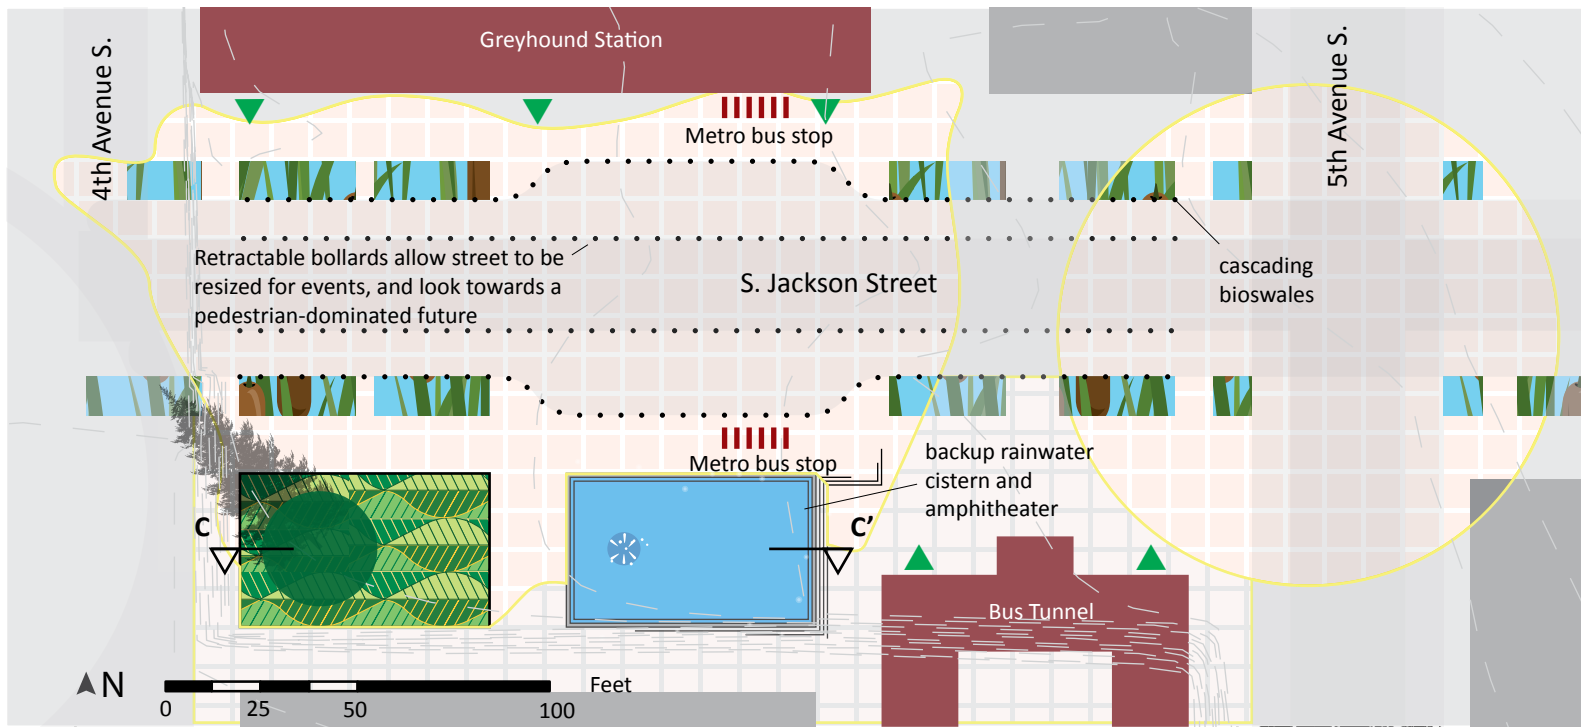 Greyhound Station
4th Avenue S.
5th Avenue S.
Metro bus stop
Retractable bollards allow street to be
resized for events, and look towards a
pedestrian-dominated future
S. Jackson Street
cascading
bioswales
Metro bus stop
backup rainwater
cistern and
amphitheater
C
C'
Bus Tunnel
N
Feet
0 25 50 100